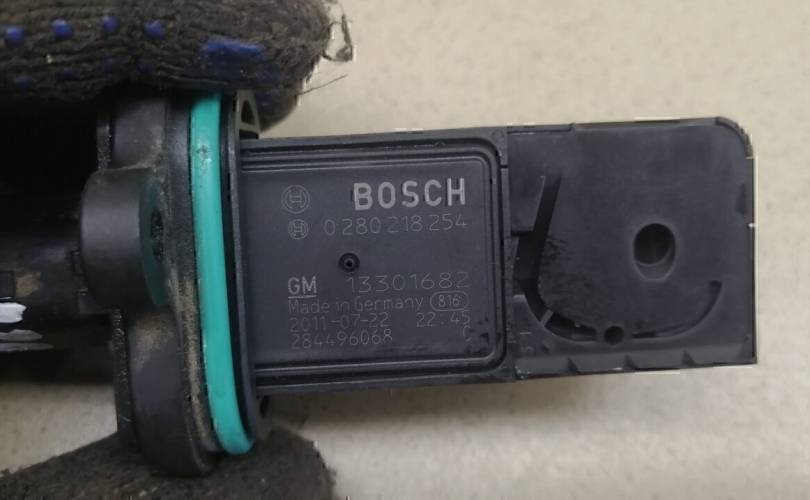 BOSCH
0 280 218 254
GM 13301682
Made in Germany 816
2011-07-22 22:45
284496068 C